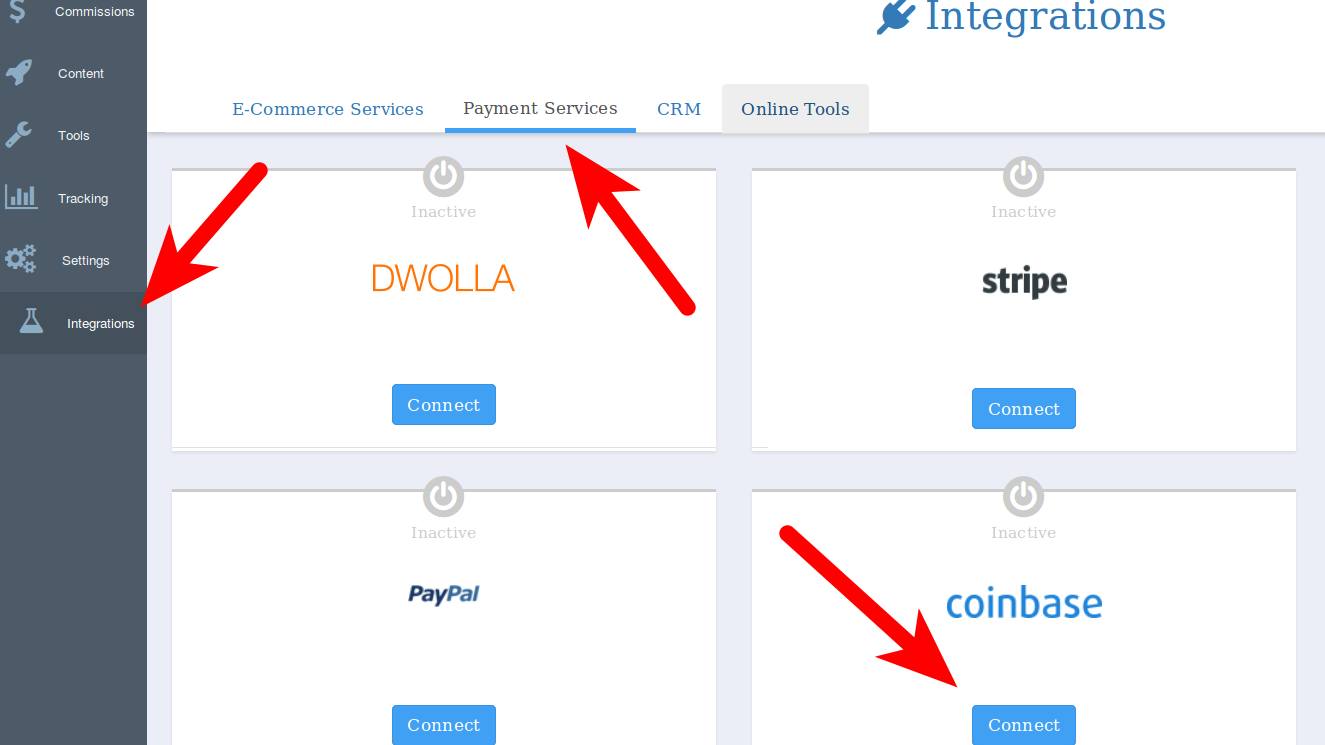 Commissions
Content
Tools
Tracking
Settings
Integrations
Integrations
E-Commerce Services
Payment Services
CRM
Online Tools
Inactive
DWOLLA
Connect
Inactive
stripe
Connect
Inactive
PayPal
Connect
Inactive
coinbase
Connect